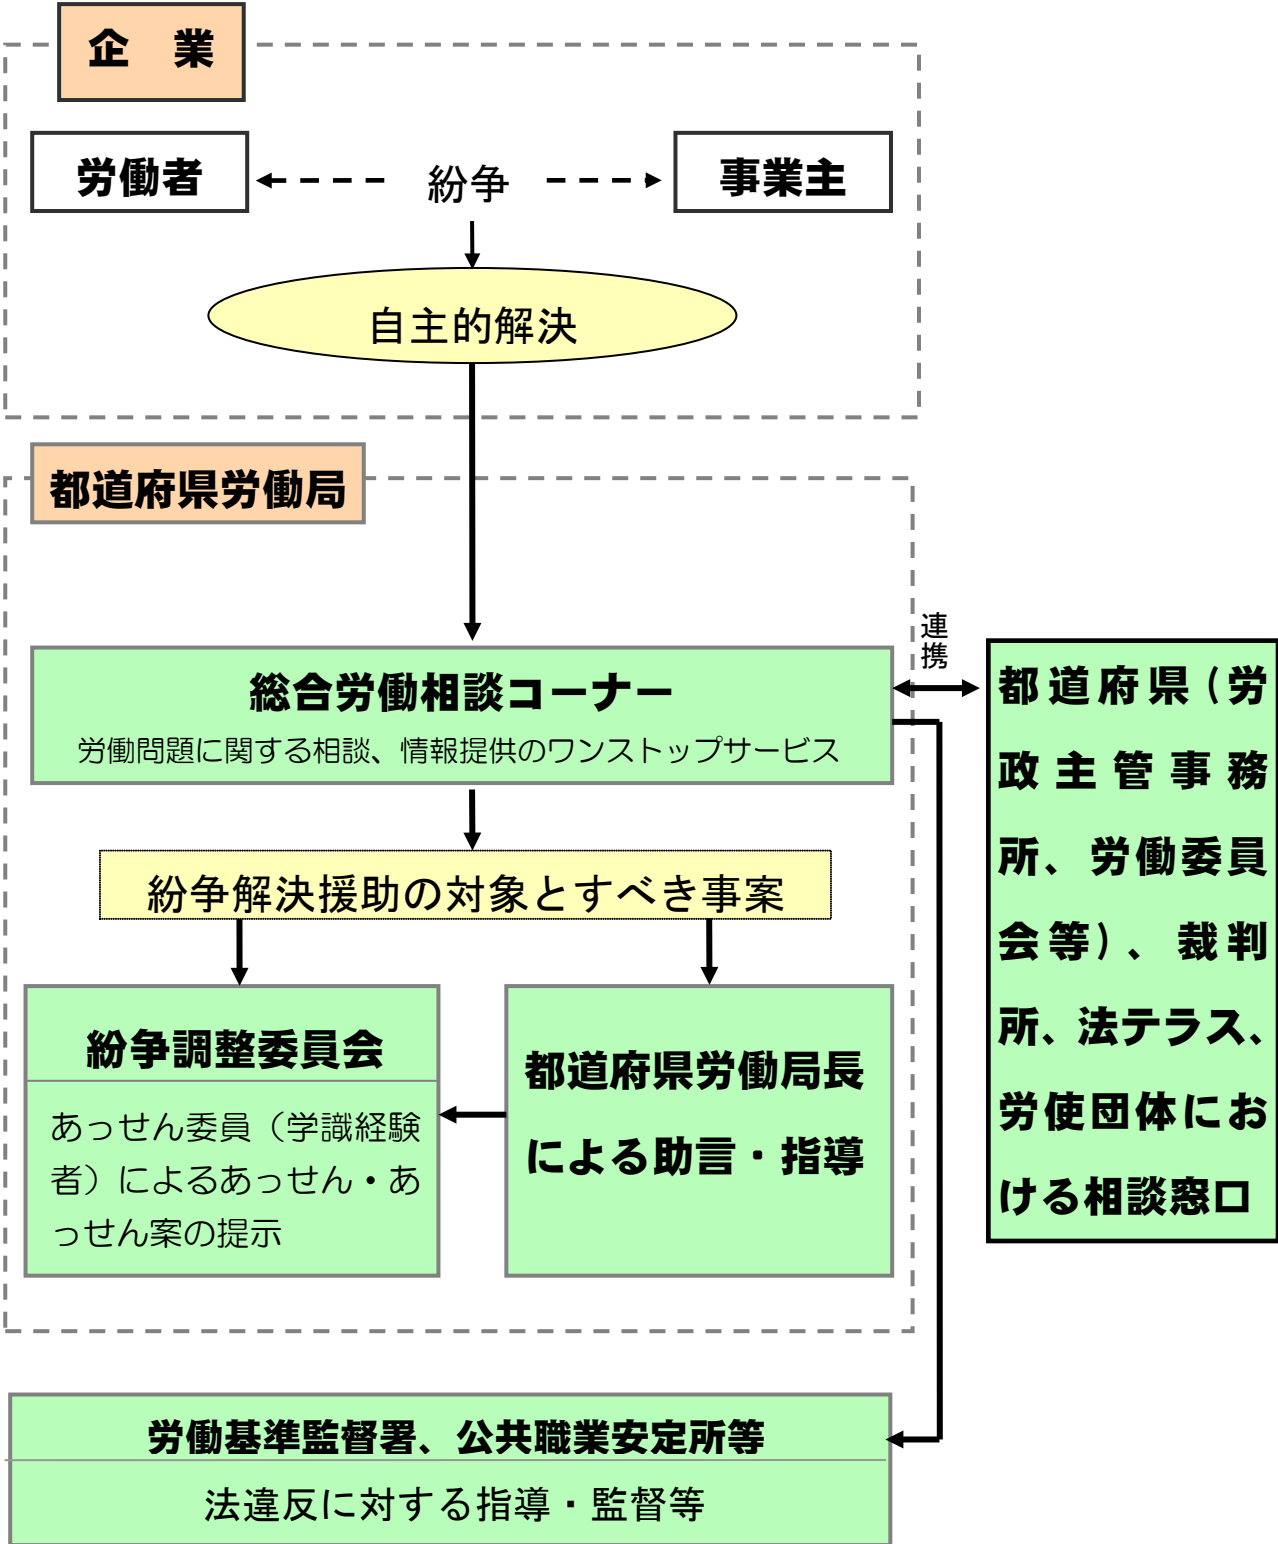 企　業
労働者
紛争
事業主
自主的解決
都道府県労働局
連携
総合労働相談コーナー
労働問題に関する相談、情報提供のワンストップサービス
都道府県（労
政主管事務
所、労働委員
会等）、裁判
所、法テラス、
労使団体にお
ける相談窓口
紛争解決援助の対象とすべき事案
紛争調整委員会
あっせん委員（学識経験
者）によるあっせん・あ
っせん案の提示
都道府県労働局長
による助言・指導
労働基準監督署、公共職業安定所等
法違反に対する指導・監督等